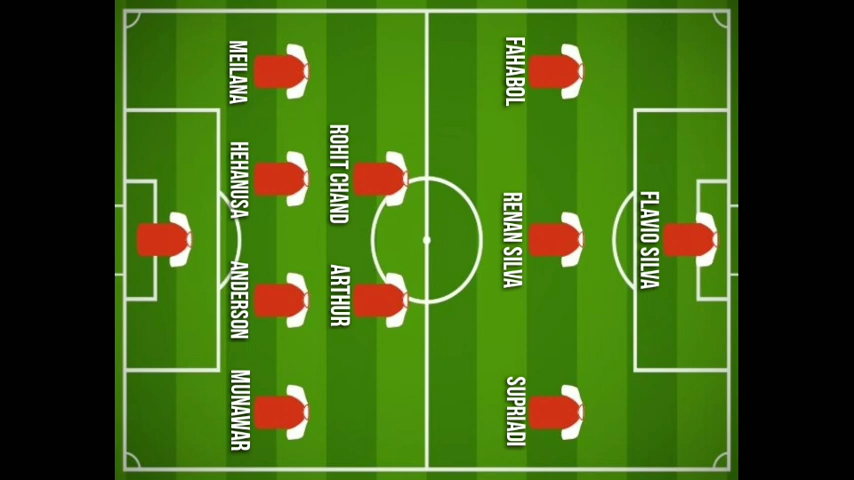 FLAVIO SILVA
FAHABOL
RENAN SILVA
SUPRIADI
ROHIT CHAND
ARTHUR
MEILANA
HEHANUSA
ANDERSON
MUNAWAR